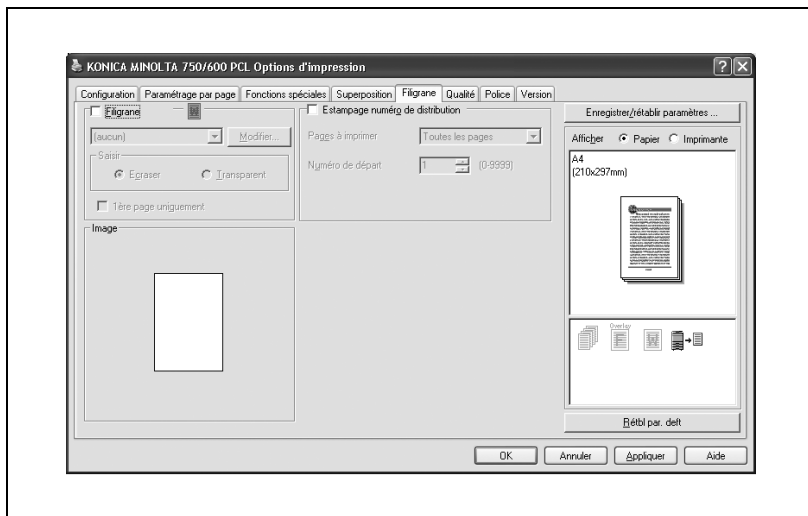 KONICA MINOLTA 750/600 PCL Options d'impression
Configuration Paramétrage par page Fonctions spéciales Superposition Filigrane Qualité Police Version
Filigrane
(aucun) Modifier...
Saisir
Ecraser Transparent
1ère page uniquement
Image
Estampage numéro de distribution
Pages à imprimer Toutes les pages
Numéro de départ 1 (0-9999)
Enregistrer/rétablir paramètres ...
Afficher Papier Imprimante
A4
(210x297mm)
Overlay
Rétbl par. deft
OK Annuler Appliquer Aide